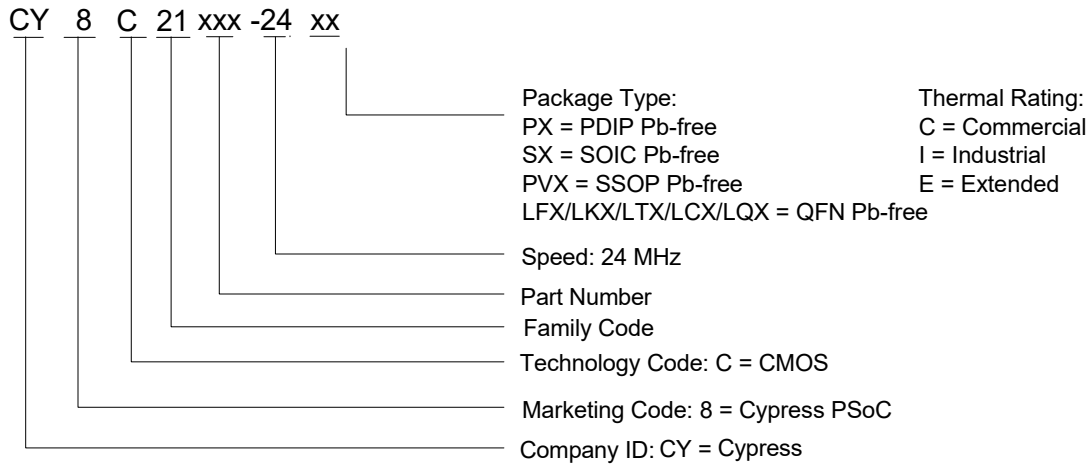 CY 8 C 21 xxx -24 xx
Package Type:
PX = PDIP Pb-free
SX = SOIC Pb-free
PVX = SSOP Pb-free
LFX/LKX/LTX/LCX/LQX = QFN Pb-free
Thermal Rating:
C = Commercial
I = Industrial
E = Extended
Speed: 24 MHz
Part Number
Family Code
Technology Code: C = CMOS
Marketing Code: 8 = Cypress PSoC
Company ID: CY = Cypress